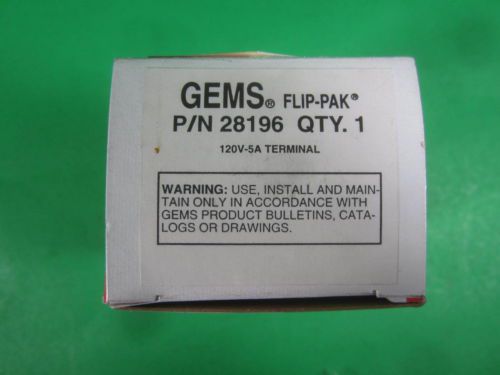 GEMS® FLIP-PAK®
P/N 28196 QTY. 1
120V-5A TERMINAL
WARNING: USE, INSTALL AND MAIN-
TAIN ONLY IN ACCORDANCE WITH
GEMS PRODUCT BULLETINS, CATA-
LOGS OR DRAWINGS.